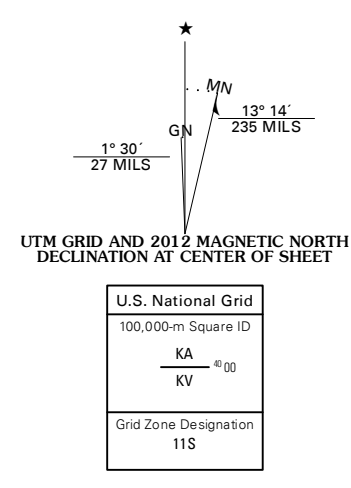 ★
MN
13° 14´
235 MILS
GN
1° 30´
27 MILS
UTM GRID AND 2012 MAGNETIC NORTH
DECLINATION AT CENTER OF SHEET
U.S. National Grid
100,000-m Square ID
KA
40 00
KV
Grid Zone Designation
11S